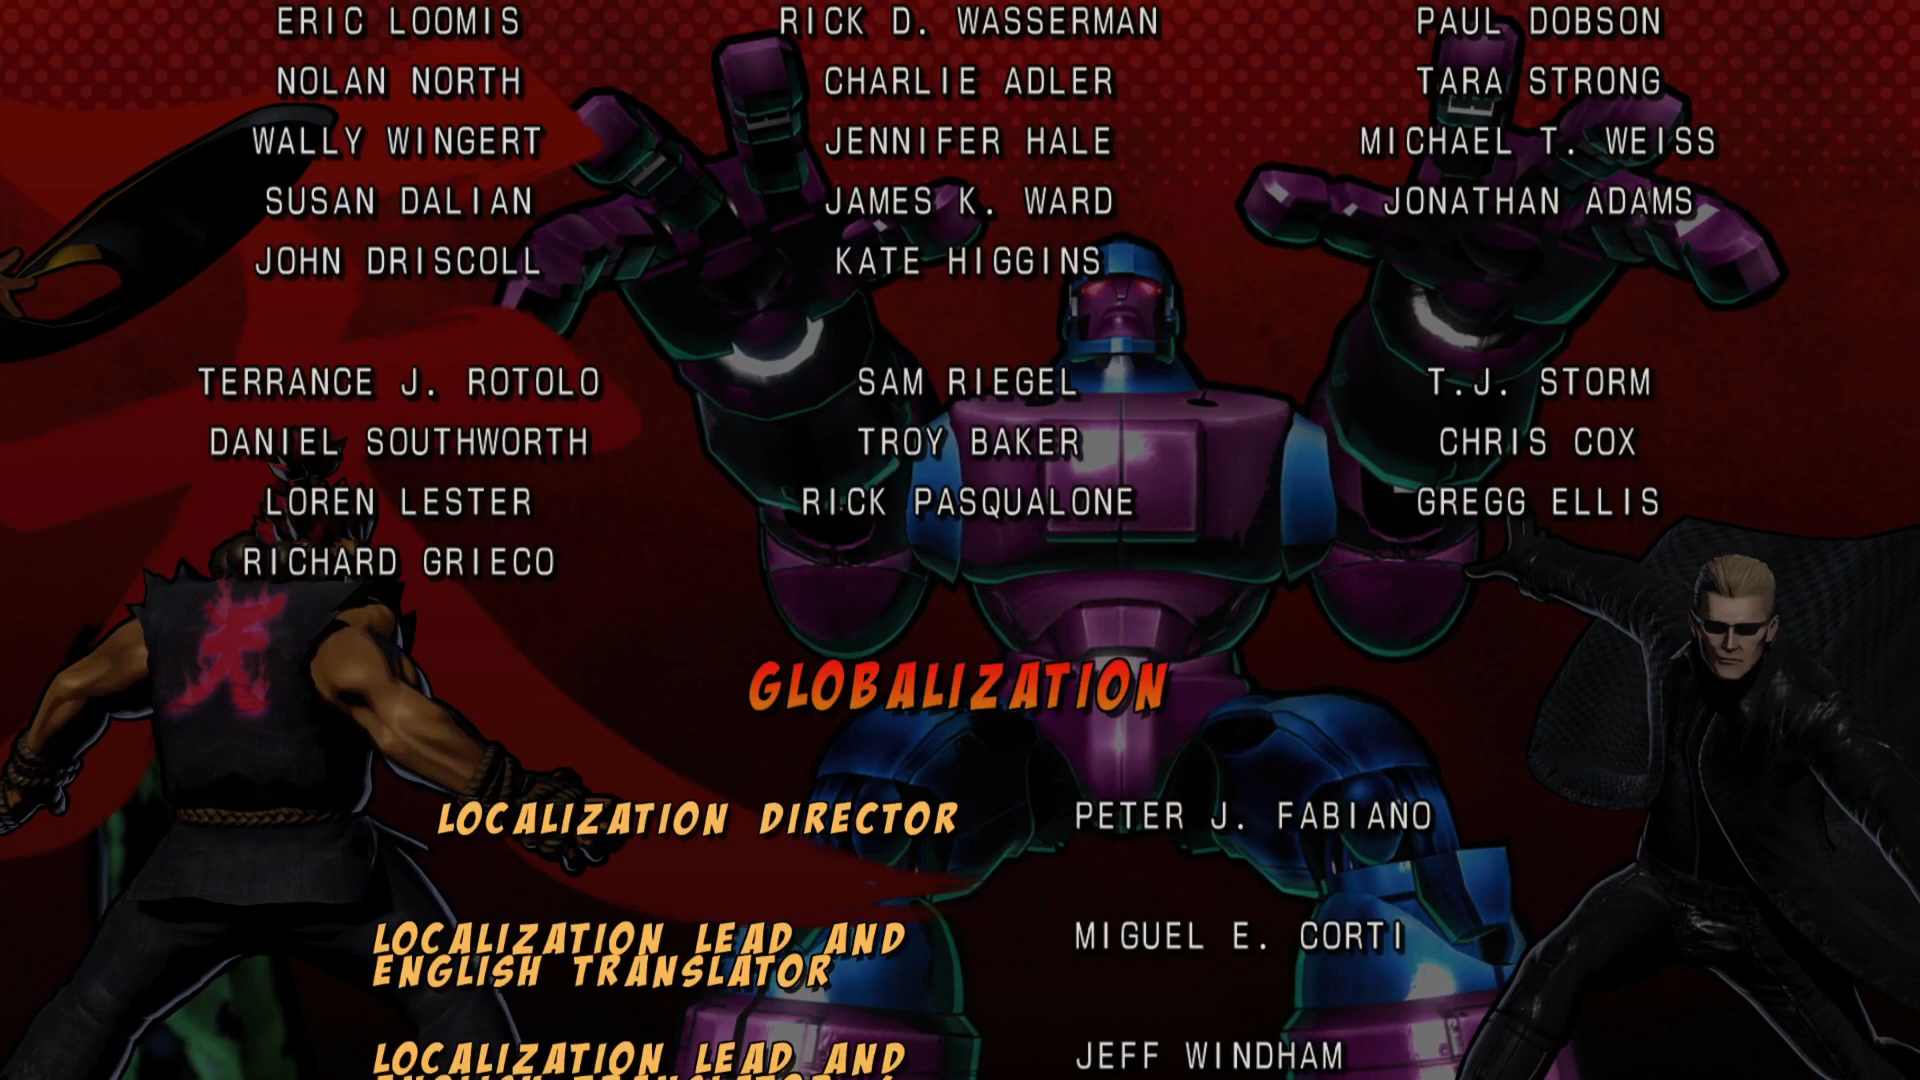 ERIC LOOMIS RICK D. WASSERMAN PAUL DOBSON
NOLAN NORTH CHARLIE ADLER TARA STRONG
WALLY WINGERT JENNIFER HALE MICHAEL T. WEISS
SUSAN DALIAN JAMES K. WARD JONATHAN ADAMS
JOHN DRISCOLL KATE HIGGINS
TERRANCE J. ROTOLO SAM RIEGEL T.J. STORM
DANIEL SOUTHWORTH TROY BAKER CHRIS COX
LOREN LESTER RICK PASQUALONE GREGG ELLIS
RICHARD GRIECO
GLOBALIZATION
LOCALIZATION DIRECTOR PETER J. FABIANO
LOCALIZATION LEAD AND MIGUEL E. CORTI
ENGLISH TRANSLATOR
LOCALIZATION LEAD AND JEFF WINDHAM
天